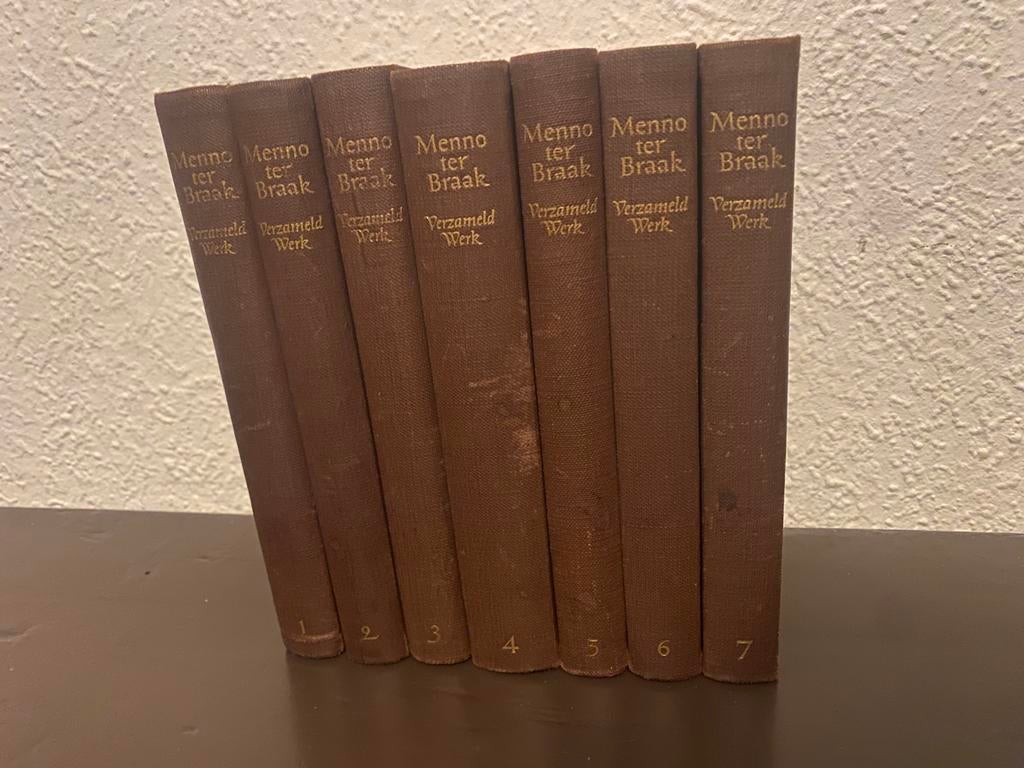 Menno
ter
Braak
Verzameld
Werk
1
Menno
ter
Braak
Verzameld
Werk
2
Menno
ter
Braak
Verzameld
Werk
3
Menno
ter
Braak
Verzameld
Werk
4
Menno
ter
Braak
Verzameld
Werk
5
Menno
ter
Braak
Verzameld
Werk
6
Menno
ter
Braak
Verzameld
Werk
7